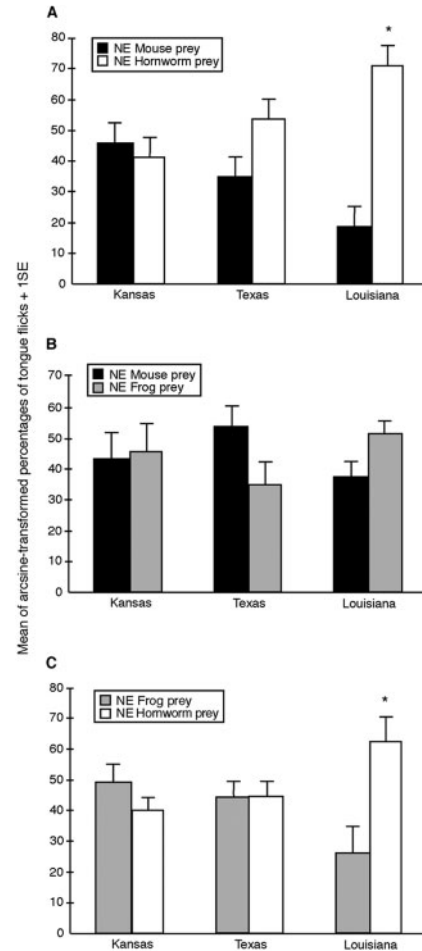 Mean of arcsine-transformed percentages of tongue flicks + 1SE
A
NE Mouse prey
NE Hornworm prey
*
80
70
60
50
40
30
20
10
0
Kansas Texas Louisiana
B
NE Mouse prey
NE Frog prey
70
60
50
40
30
20
10
0
Kansas Texas Louisiana
C
NE Frog prey
NE Hornworm prey
*
80
70
60
50
40
30
20
10
0
Kansas Texas Louisiana